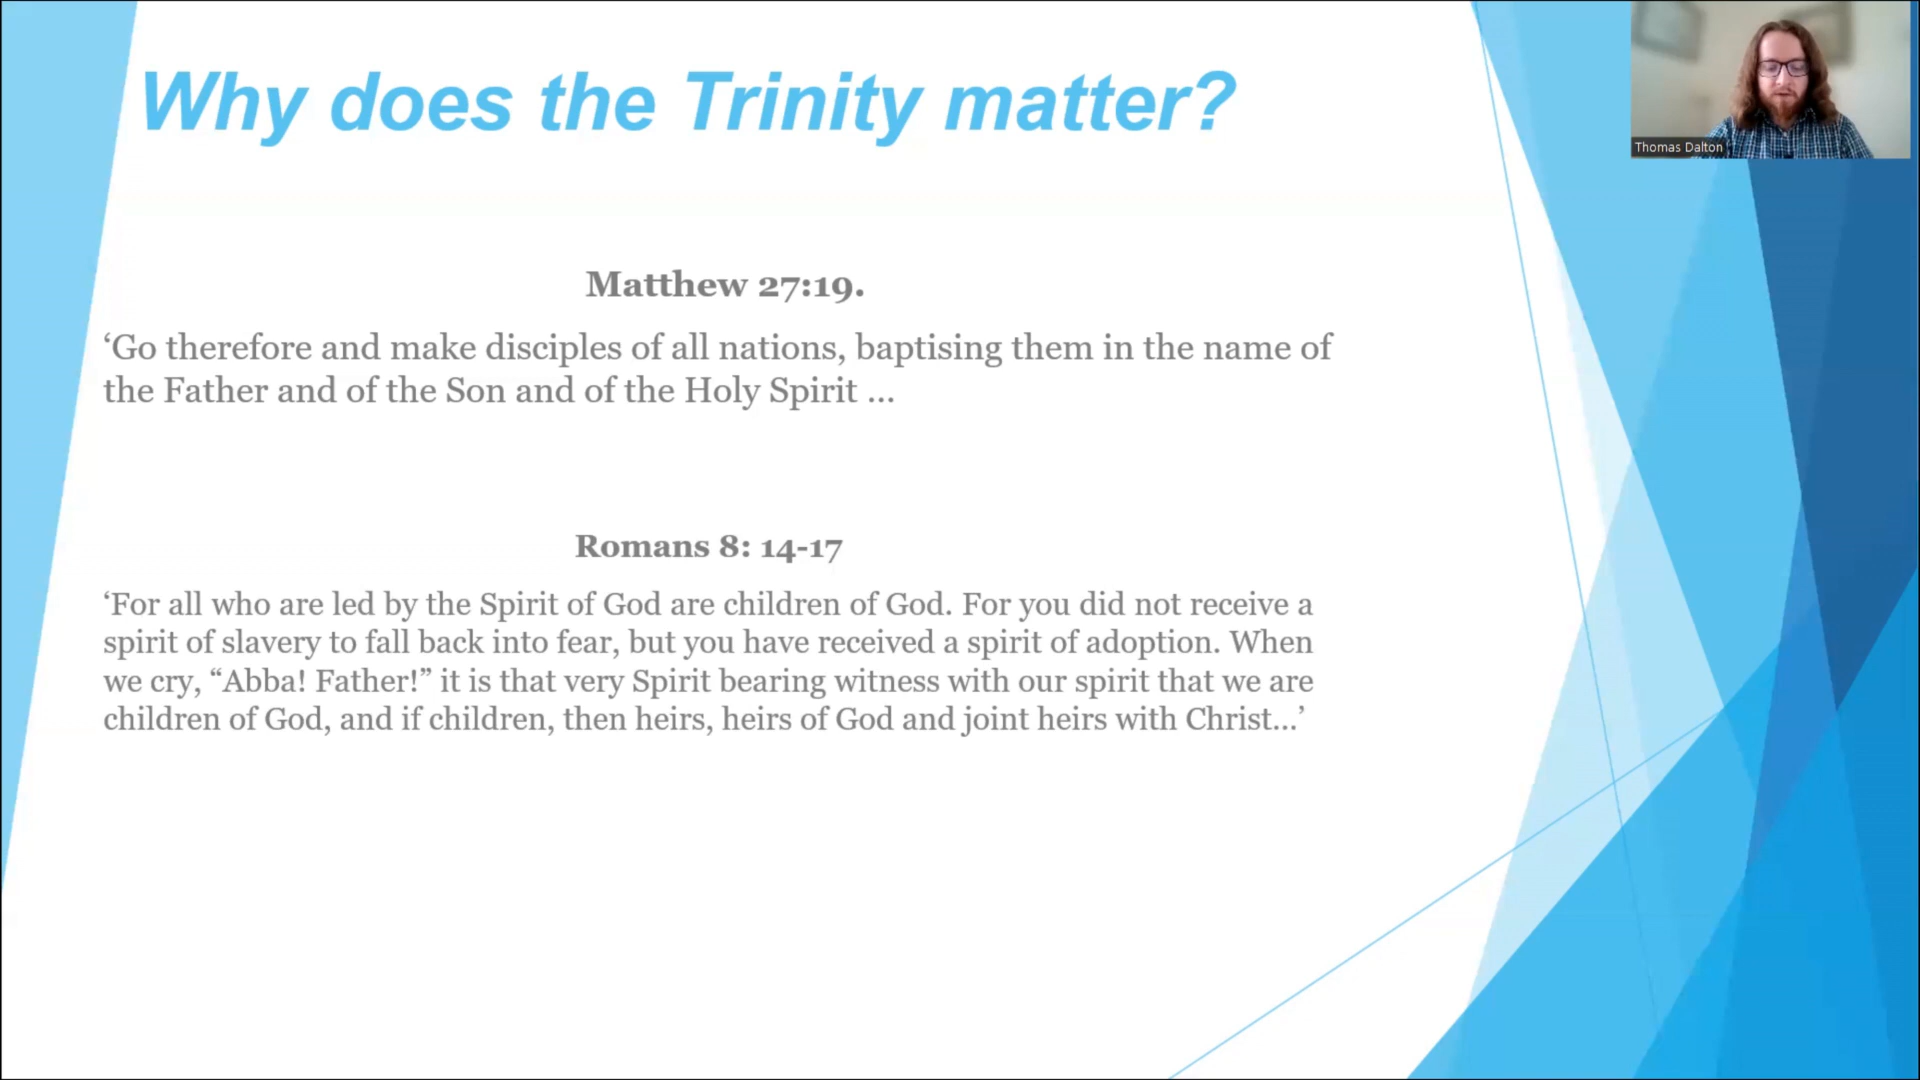 Why does the Trinity matter?
Thomas Dalton
Matthew 27:19.
‘Go therefore and make disciples of all nations, baptising them in the name of
the Father and of the Son and of the Holy Spirit ...
Romans 8: 14-17
‘For all who are led by the Spirit of God are children of God. For you did not receive a
spirit of slavery to fall back into fear, but you have received a spirit of adoption. When
we cry, “Abba! Father!” it is that very Spirit bearing witness with our spirit that we are
children of God, and if children, then heirs, heirs of God and joint heirs with Christ...’